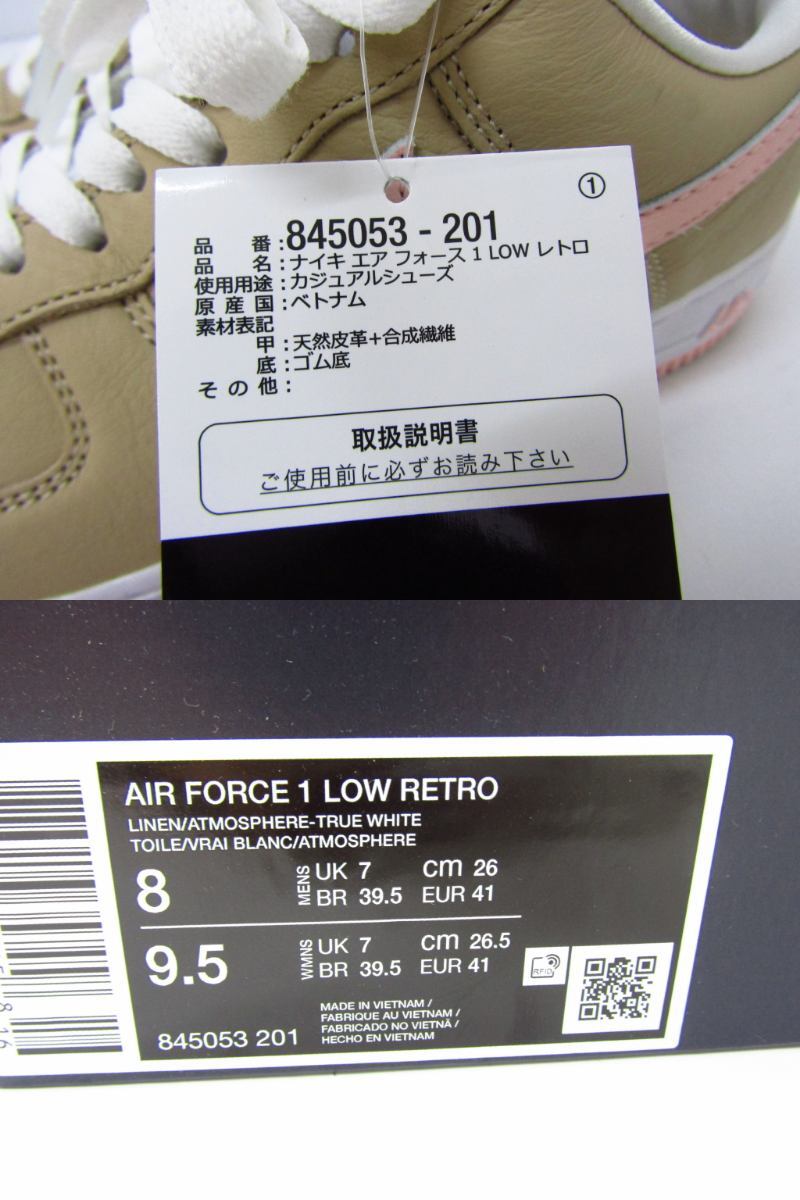 ①
品 番:845053 - 201
品 名:ナイキ エア フォース 1 LOW レトロ
使用用途:カジュアルシューズ
原産国:ベトナム
素材表記
甲:天然皮革+合成繊維
底:ゴム底
その他:
取扱説明書
ご使用前に必ずお読み下さい
AIR FORCE 1 LOW RETRO
LINEN/ATMOSPHERE-TRUE WHITE
TOILE/VRAI BLANC/ATMOSPHERE
8 MENS UK 7 cm 26
BR 39.5 EUR 41
9.5 WMNS UK 7 cm 26.5
BR 39.5 EUR 41
RFID
845053 201
MADE IN VIETNAM /
FABRIQUE AU VIETNAM /
FABRICADO NO VIETNÃ /
HECHO EN VIETNAM